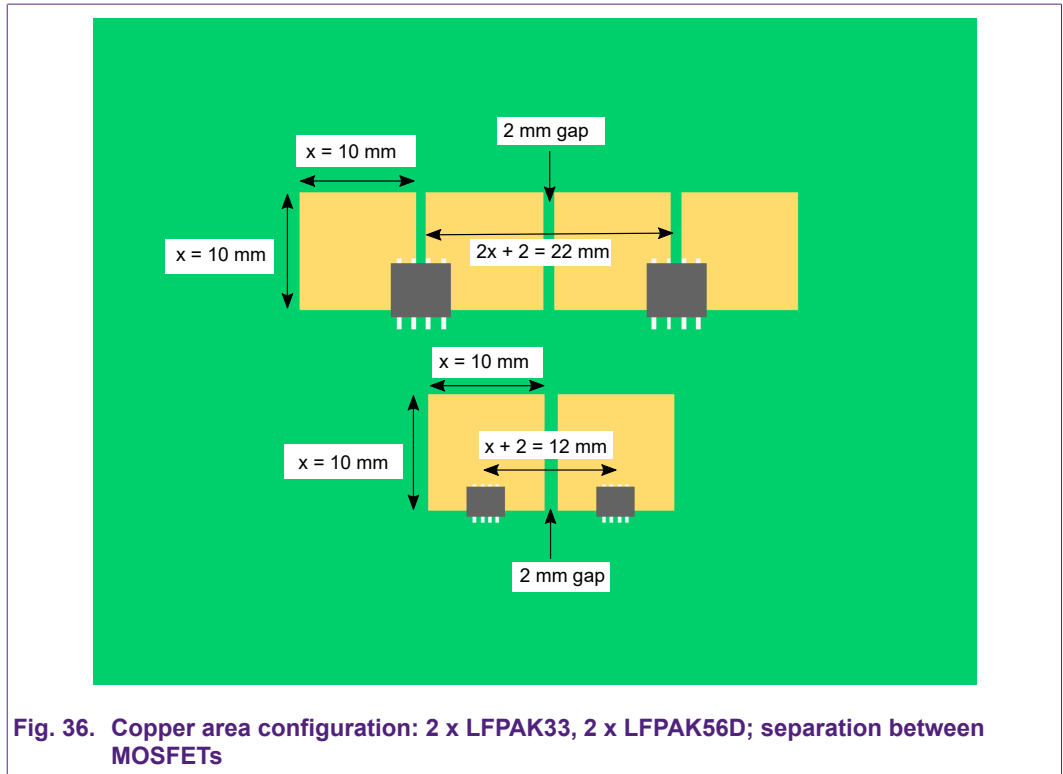 2 mm gap
x = 10 mm
x = 10 mm
2x + 2 = 22 mm
x = 10 mm
x = 10 mm
x + 2 = 12 mm
2 mm gap
Fig. 36. Copper area configuration: 2 x LFPAK33, 2 x LFPAK56D; separation between
MOSFETs